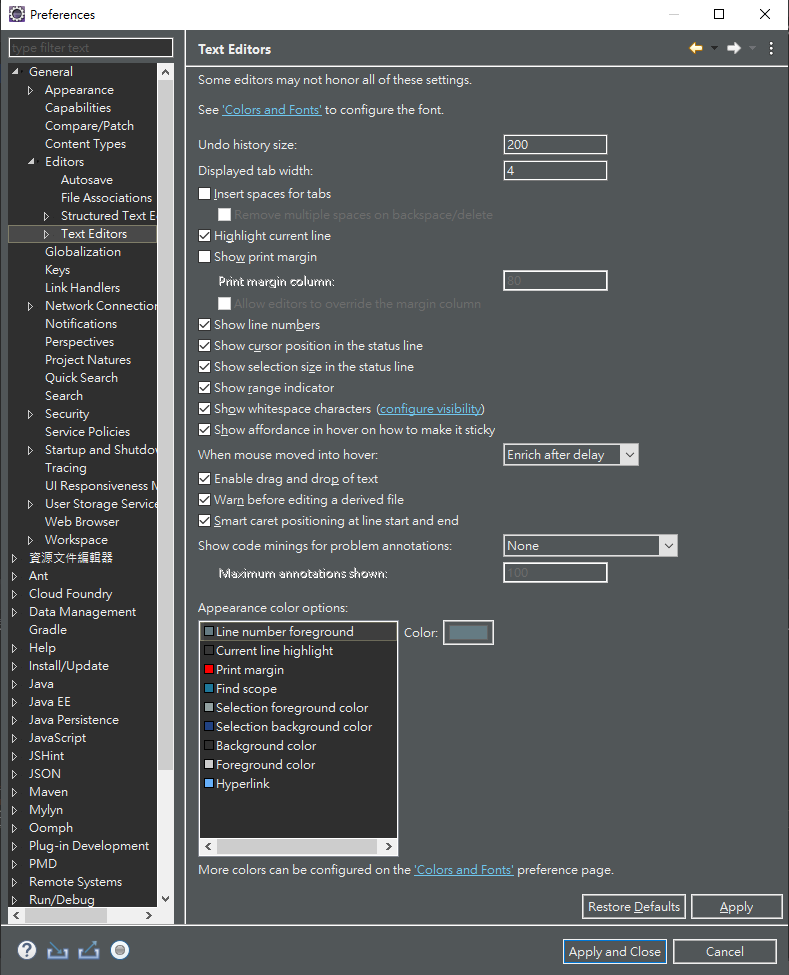 Preferences
type filter text
General
Appearance
Capabilities
Compare/Patch
Content Types
Editors
Autosave
File Associations
Structured Text E
Text Editors
Globalization
Keys
Link Handlers
Network Connection
Notifications
Perspectives
Project Natures
Quick Search
Search
Security
Service Policies
Startup and Shutdow
Tracing
UI Responsiveness M
User Storage Service
Web Browser
Workspace
資源文件編輯器
Ant
Cloud Foundry
Data Management
Gradle
Help
Install/Update
Java
Java EE
Java Persistence
JavaScript
JSHint
JSON
Maven
Mylyn
Oomph
Plug-in Development
PMD
Remote Systems
Run/Debug
Text Editors
Some editors may not honor all of these settings.
See 'Colors and Fonts' to configure the font.
Undo history size: 200
Displayed tab width: 4
Insert spaces for tabs
Remove multiple spaces on backspace/delete
Highlight current line
Show print margin
Print margin column: 80
Allow editors to override the margin column
Show line numbers
Show cursor position in the status line
Show selection size in the status line
Show range indicator
Show whitespace characters (configure visibility)
Show affordance in hover on how to make it sticky
When mouse moved into hover: Enrich after delay
Enable drag and drop of text
Warn before editing a derived file
Smart caret positioning at line start and end
Show code minings for problem annotations: None
Maximum annotations shown: 100
Appearance color options:
Line number foreground Color:
Current line highlight
Print margin
Find scope
Selection foreground color
Selection background color
Background color
Foreground color
Hyperlink
More colors can be configured on the 'Colors and Fonts' preference page.
Restore Defaults Apply
Apply and Close Cancel